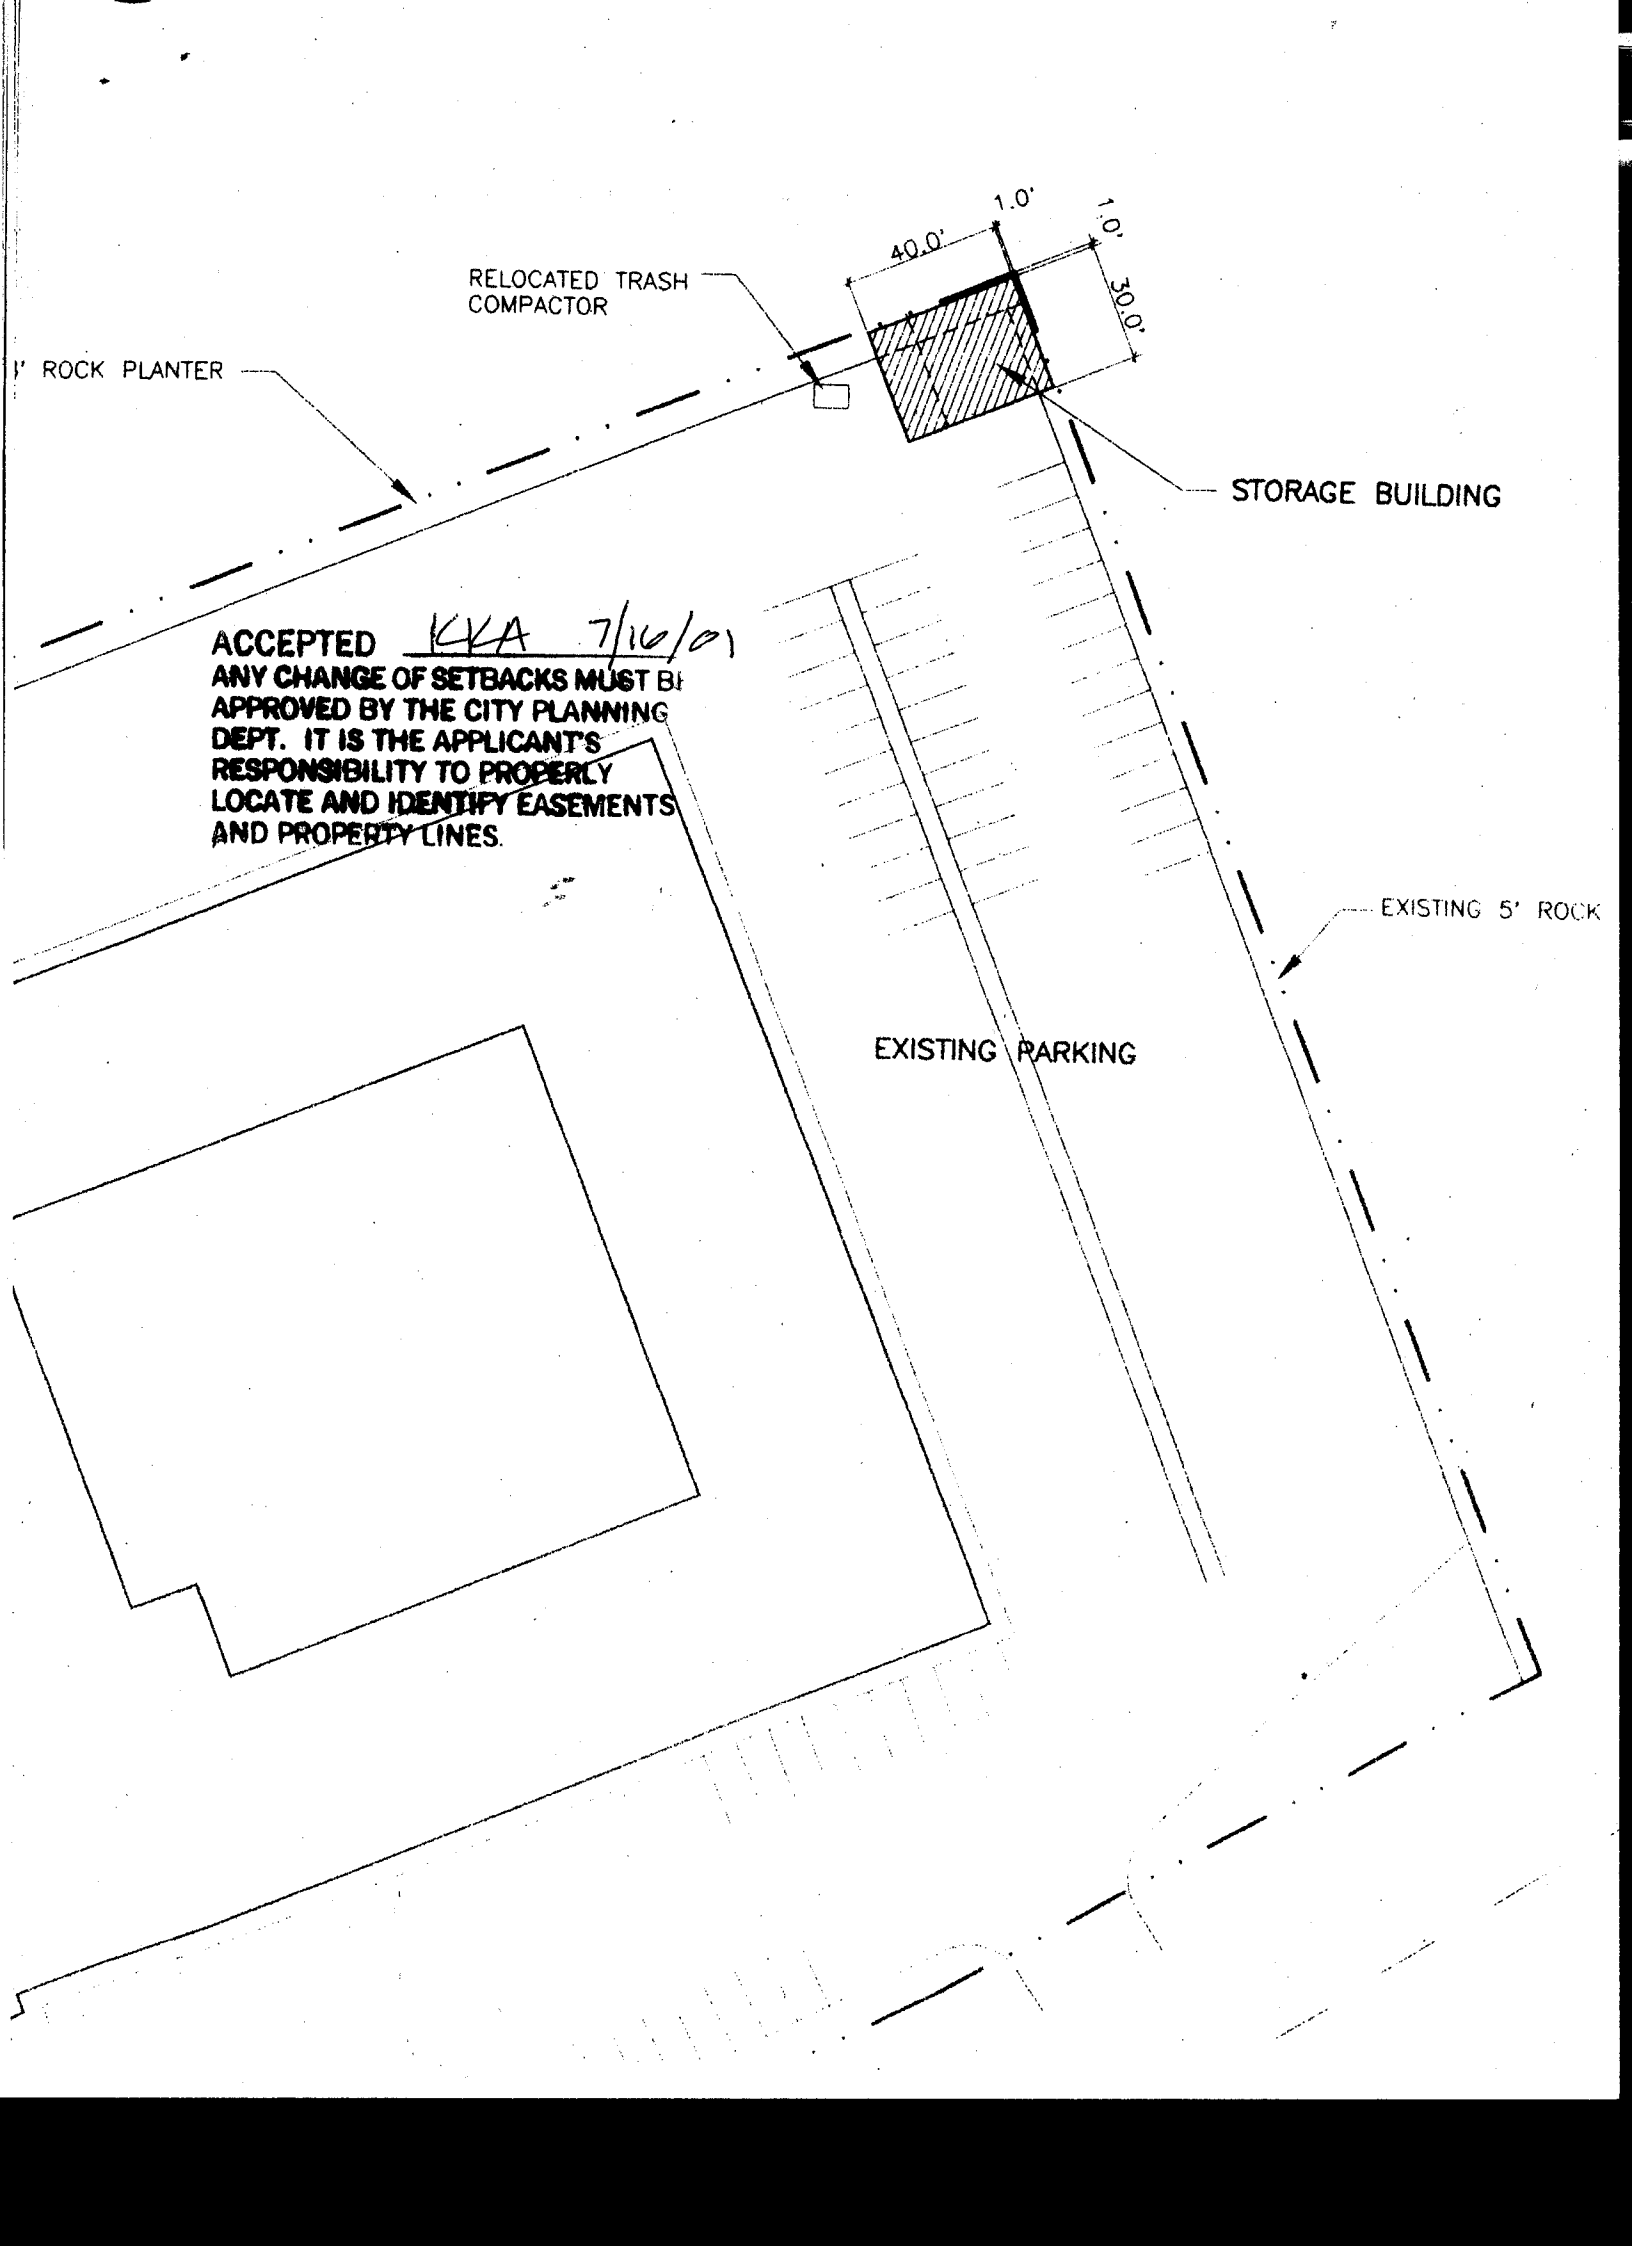 1.0'
1.0'
40.0'
30.0'
RELOCATED TRASH
COMPACTOR
' ROCK PLANTER
STORAGE BUILDING
ACCEPTED KKA 7/16/01
ANY CHANGE OF SETBACKS MUST BE
APPROVED BY THE CITY PLANNING
DEPT. IT IS THE APPLICANT'S
RESPONSIBILITY TO PROPERLY
LOCATE AND IDENTIFY EASEMENTS
AND PROPERTY LINES.
EXISTING 5' ROCK
EXISTING PARKING